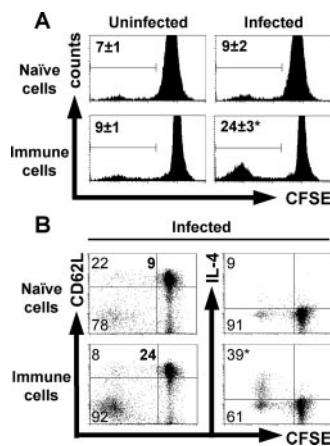 A
Uninfected Infected
Naïve cells
counts
7±1
9±2
Immune cells
9±1
24±3*
CFSE
B
Infected
Naïve cells
CD62L
22 9
78
IL-4
9
91
Immune cells
8 24
92
39*
61
CFSE